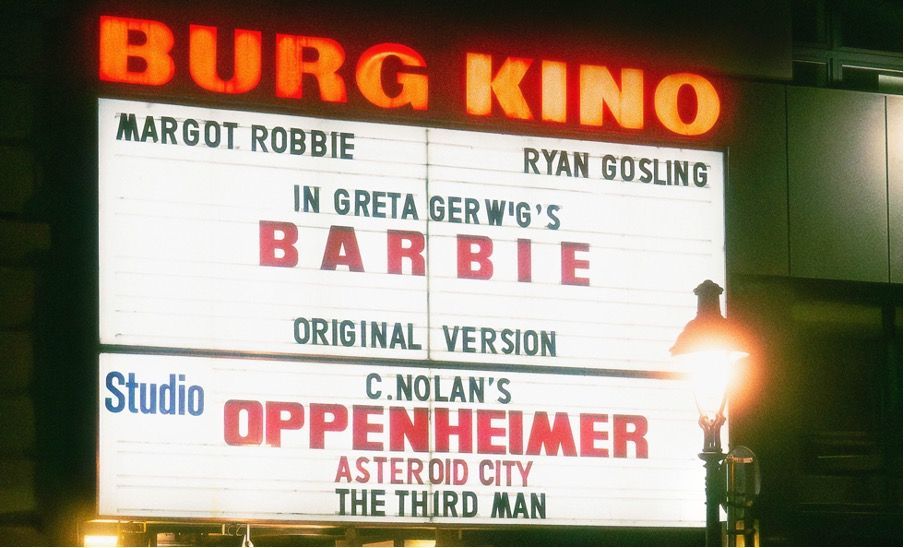 BURG KINO
MARGOT ROBBIE
RYAN GOSLING
IN GRETA GERWIG'S
BARBIE
ORIGINAL VERSION
Studio
C.NOLAN'S
OPPENHEIMER
ASTEROID CITY
THE THIRD MAN